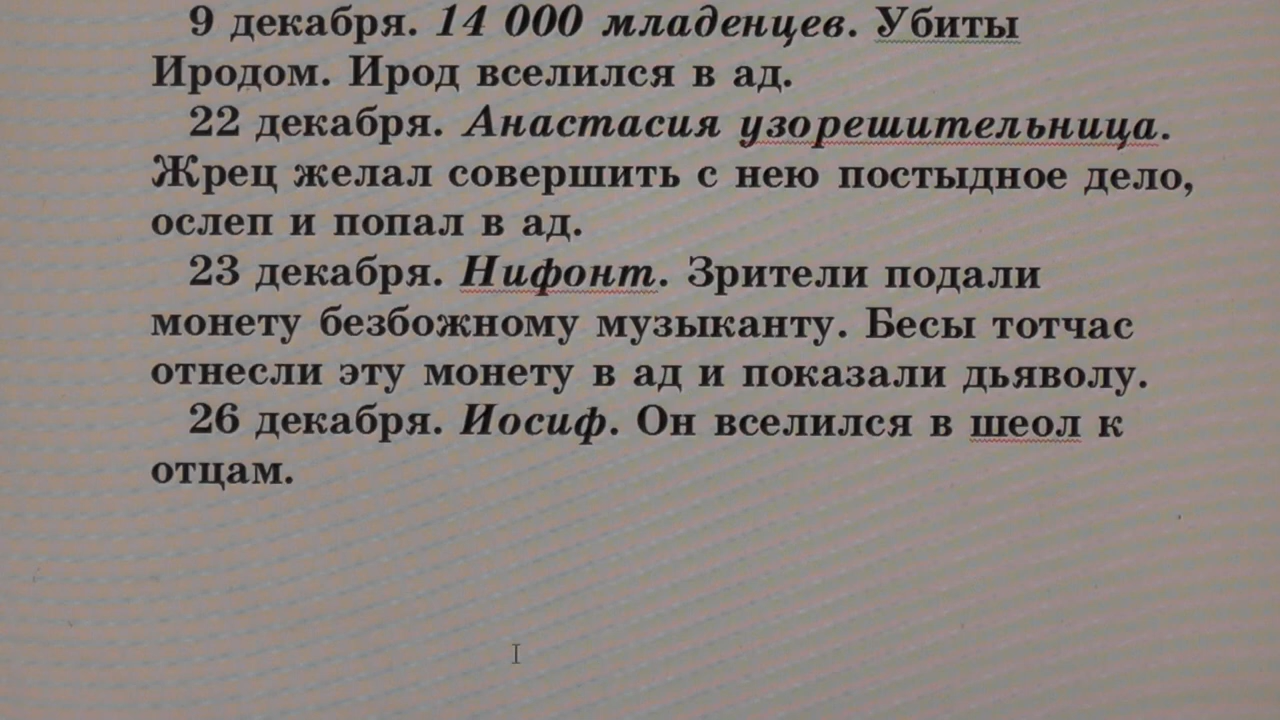 9 декабря. 14 000 младенцев. Убиты
Иродом. Ирод вселился в ад.
22 декабря. Анастасия узорешительница.
Жрец желал совершить с нею постыдное дело,
ослеп и попал в ад.
23 декабря. Нифонт. Зрители подали
монету безбожному музыканту. Бесы тотчас
отнесли эту монету в ад и показали дьяволу.
26 декабря. Иосиф. Он вселился в шеол к
отцам.